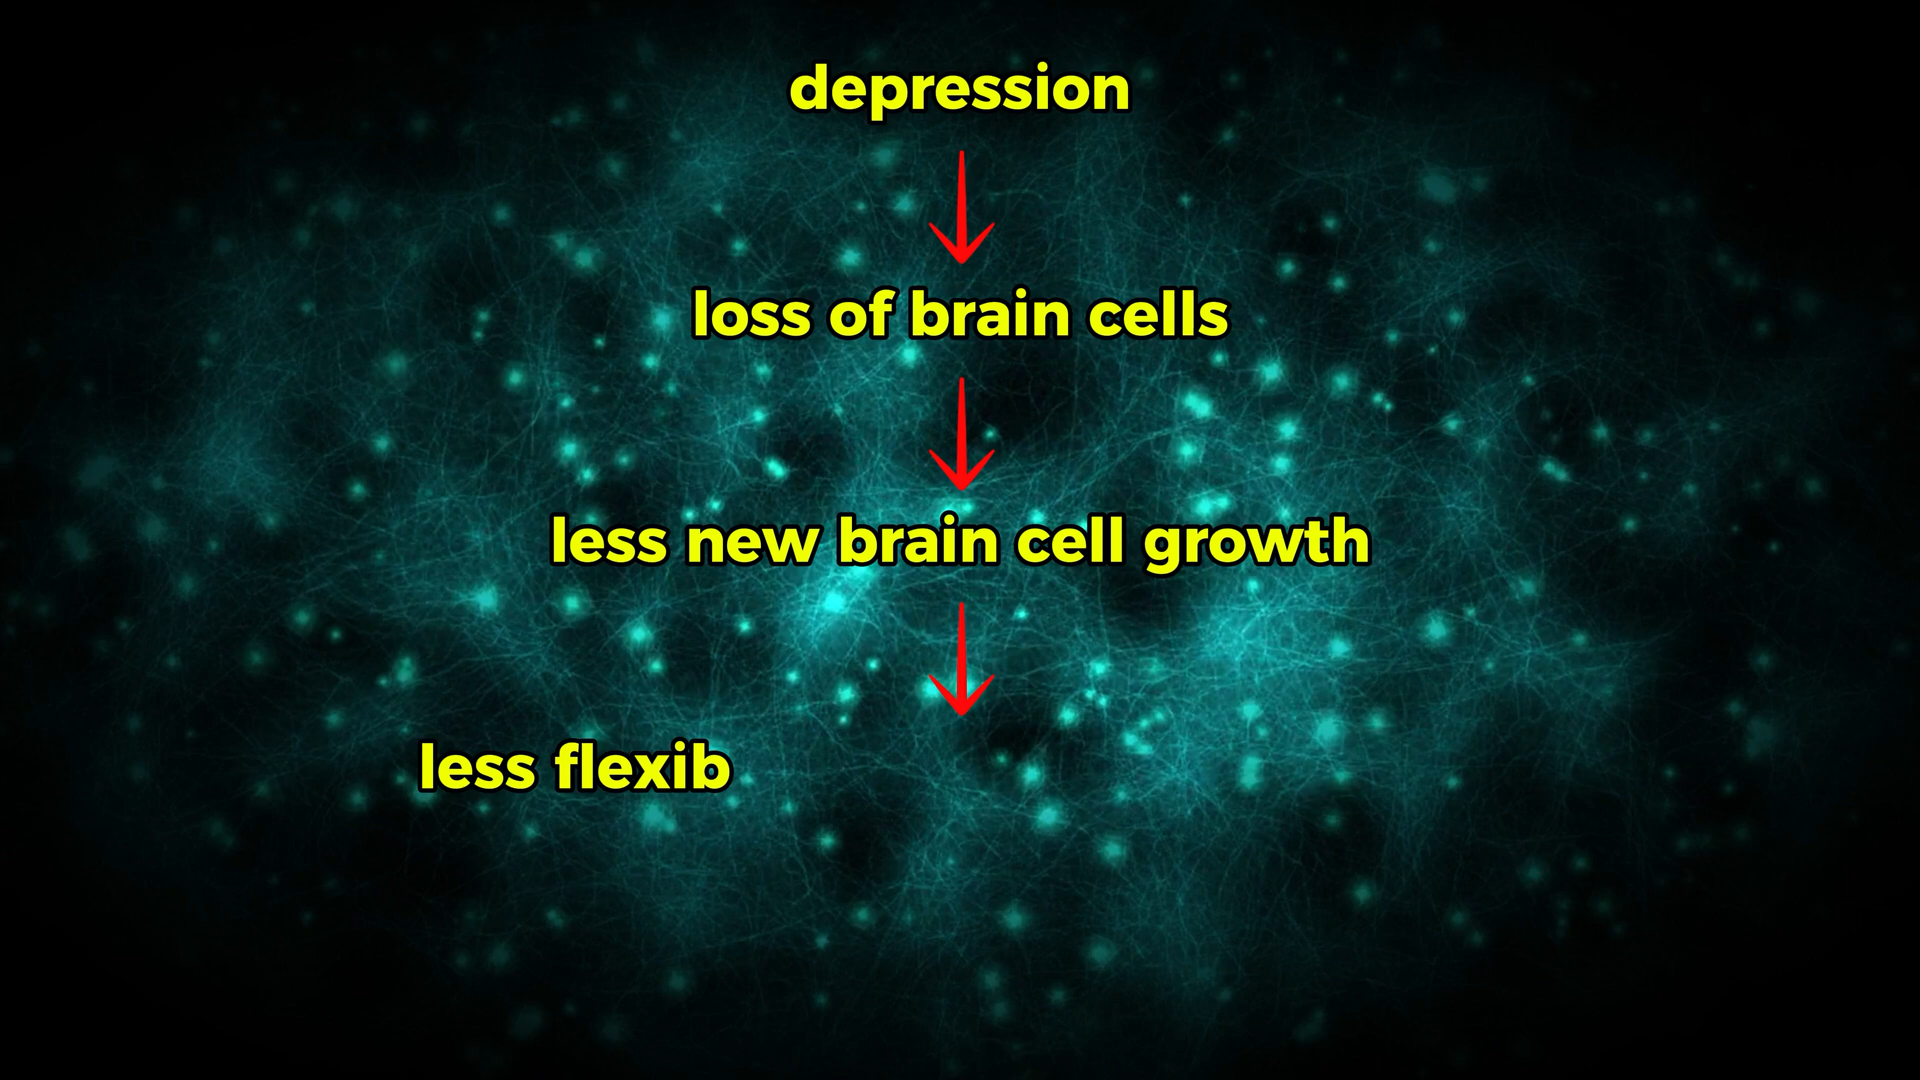 depression
loss of brain cells
less new brain cell growth
less flexib